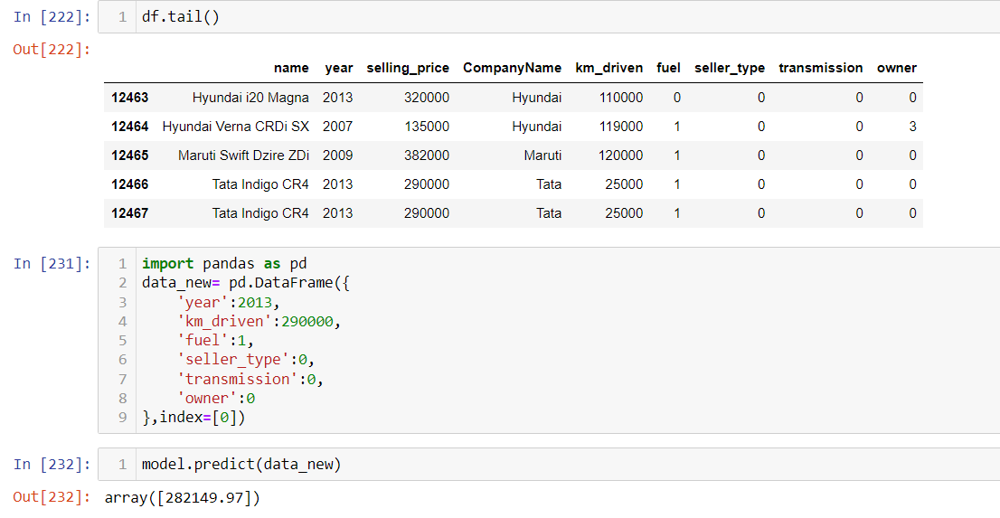 In [222]: 1 df.tail()
Out[222]:
name year selling_price CompanyName km_driven fuel seller_type transmission owner
12463 Hyundai i20 Magna 2013 320000 Hyundai 110000 0 0 0 0
12464 Hyundai Verna CRDi SX 2007 135000 Hyundai 119000 1 0 0 3
12465 Maruti Swift Dzire ZDi 2009 382000 Maruti 120000 1 0 0 0
12466 Tata Indigo CR4 2013 290000 Tata 25000 1 0 0 0
12467 Tata Indigo CR4 2013 290000 Tata 25000 1 0 0 0
In [231]: 1 import pandas as pd
2 data_new= pd.DataFrame({
3 'year':2013,
4 'km_driven':290000,
5 'fuel':1,
6 'seller_type':0,
7 'transmission':0,
8 'owner':0
9 },index=[0])
In [232]: 1 model.predict(data_new)
Out[232]: array([282149.97])